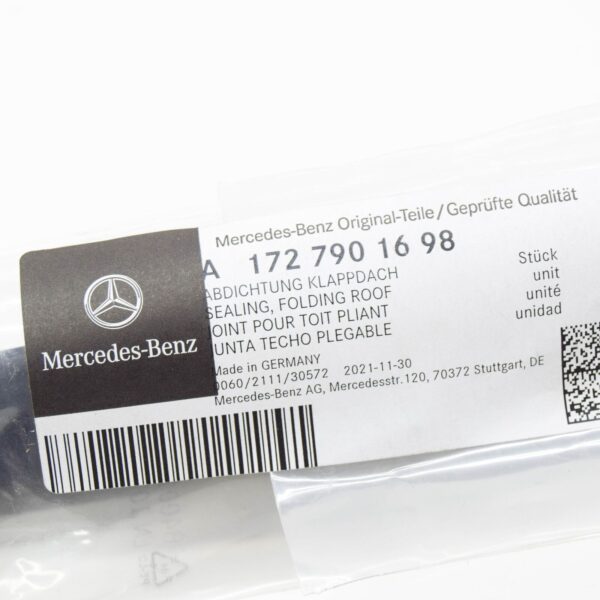 Mercedes-Benz Original-Teile/Geprüfte Qualität
A 172 790 16 98
ABDICHTUNG KLAPPDACH
SEALING, FOLDING ROOF
JOINT POUR TOIT PLIANT
JUNTA TECHO PLEGABLE
Stück
unit
unité
unidad
Made in GERMANY
0060/2111/30572 2021-11-30
Mercedes-Benz AG, Mercedesstr.120, 70372 Stuttgart, DE
Mercedes-Benz